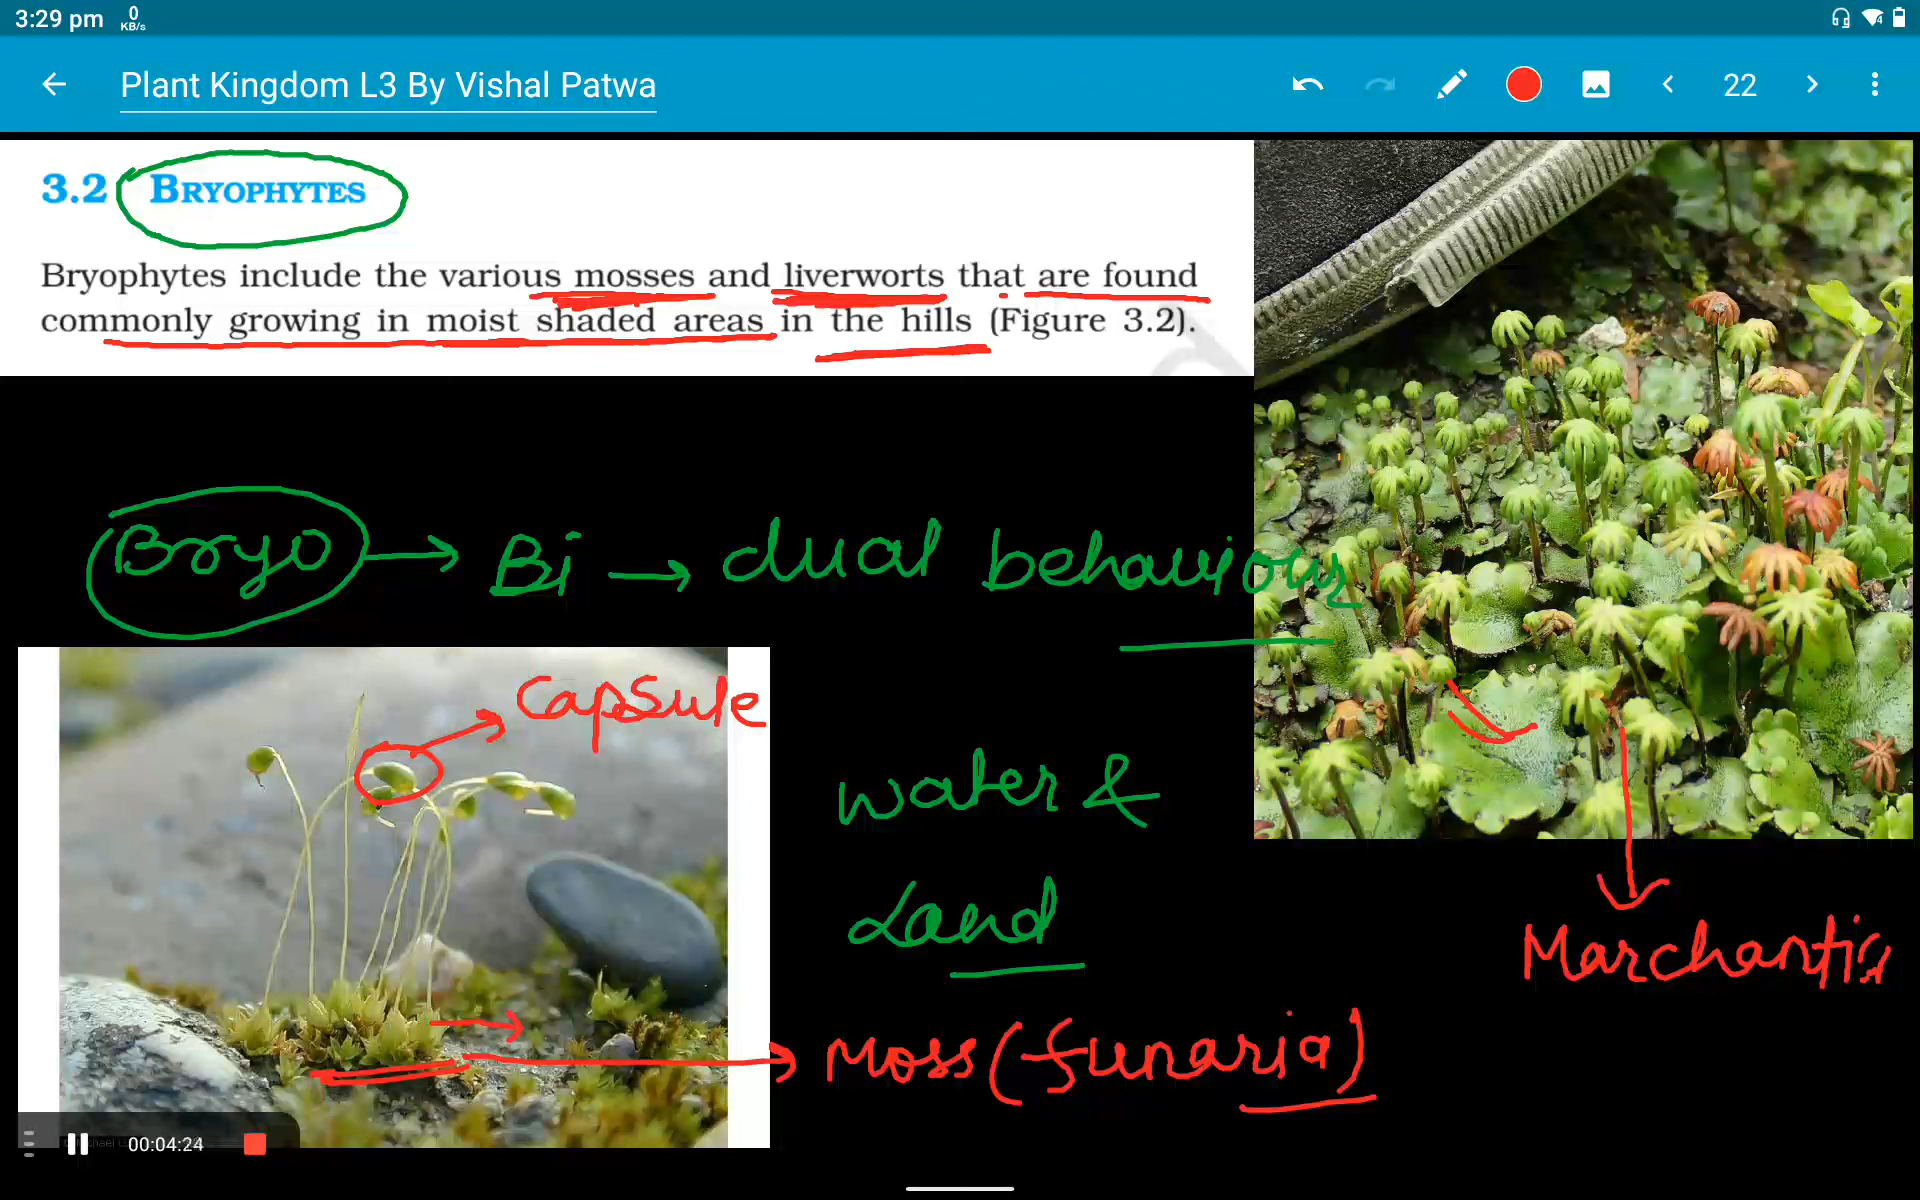 3:29 pm 0 KB/s
Plant Kingdom L3 By Vishal Patwa 22
3.2 BRYOPHYTES
Bryophytes include the various mosses and liverworts that are found
commonly growing in moist shaded areas in the hills (Figure 3.2).
Bryo → Bi → dual behaviour
Capsule
water &
Land
Marchantia
Moss (funaria)
00:04:24